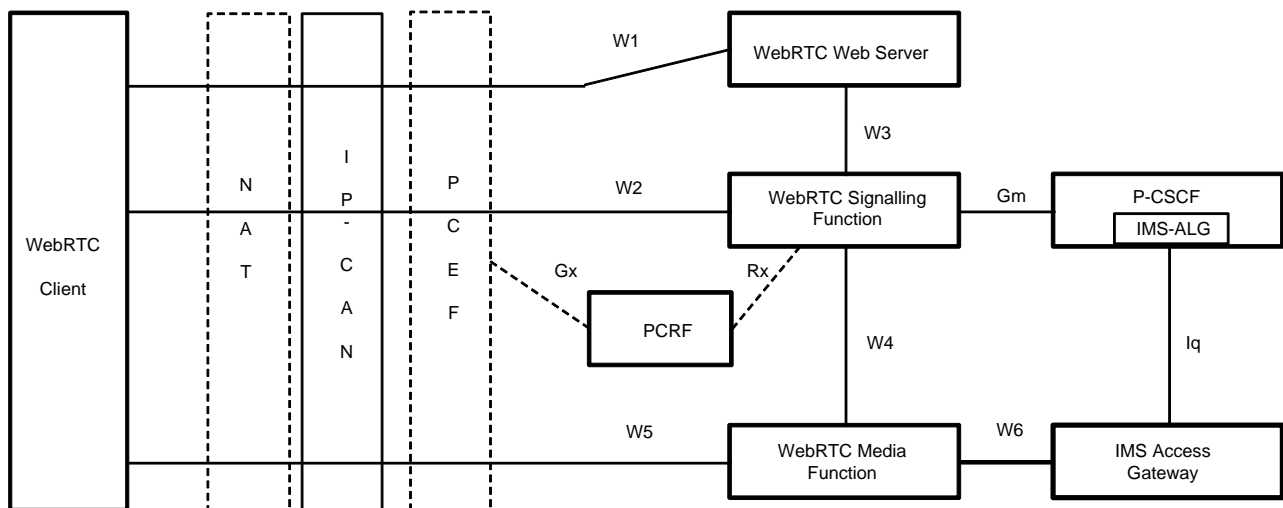 W1
WebRTC Web Server
W3
WebRTC
Client
N
A
T
I
P
-
C
A
N
P
C
E
F
W2
WebRTC Signalling
Function
Gm
P-CSCF
IMS-ALG
Gx
Rx
PCRF
W4
Iq
W5
WebRTC Media
Function
W6
IMS Access
Gateway